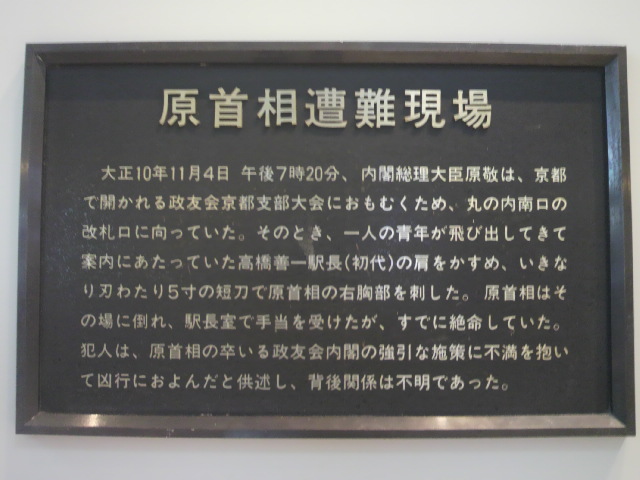 原首相遭難現場
大正10年11月4日 午後7時20分、内閣総理大臣原敬は、京都
で開かれる政友会京都支部大会におもむくため、丸の内南口の
改札口に向っていた。そのとき、一人の青年が飛び出してきて
案内にあたっていた高橋善一駅長(初代)の肩をかすめ、いきな
り刃わたり5寸の短刀で原首相の右胸部を刺した。原首相はそ
の場に倒れ、駅長室で手当を受けたが、すでに絶命していた。
犯人は、原首相の卒いる政友会内閣の強引な施策に不満を抱い
て凶行におよんだと供述し、背後関係は不明であった。